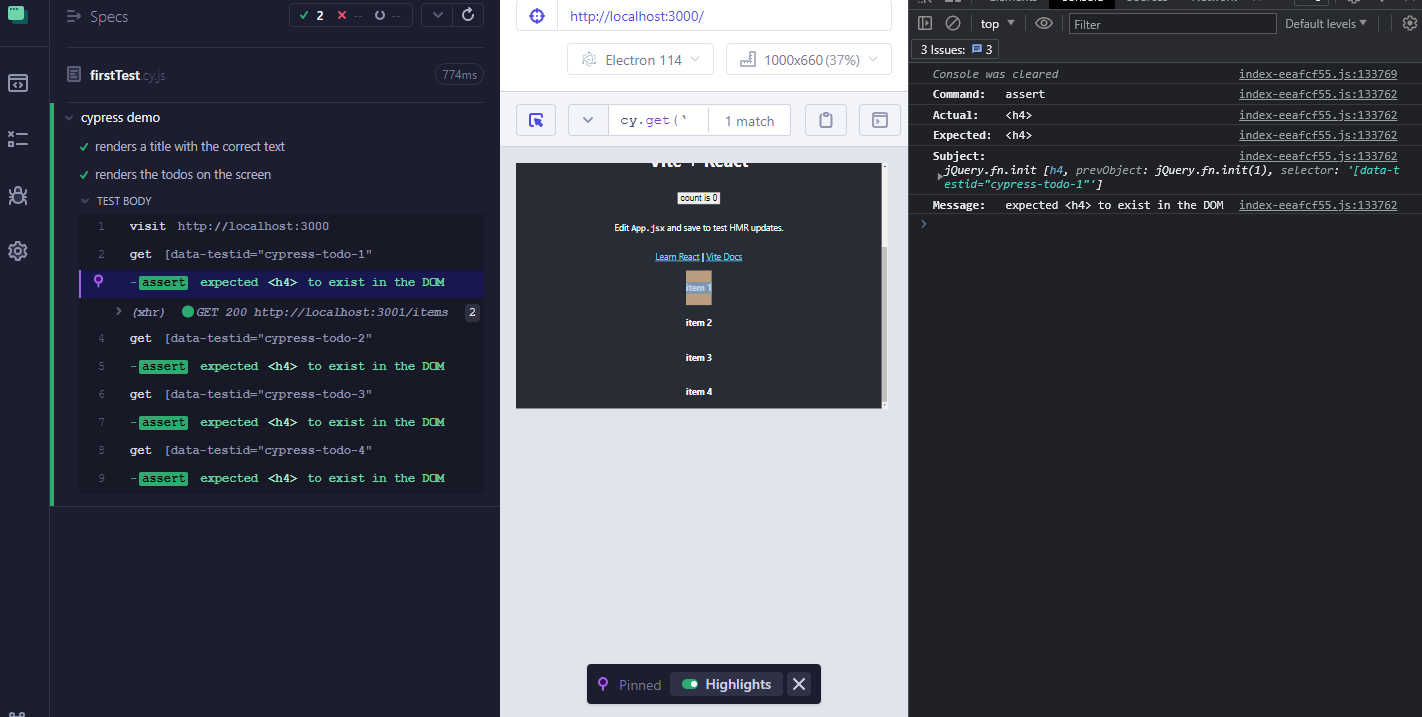 Specs
2 -- --
firstTest.cy.js 774ms
cypress demo
renders a title with the correct text
renders the todos on the screen
TEST BODY
1 visit http://localhost:3000
2 get [data-testid="cypress-todo-1"
-assert expected <h4> to exist in the DOM
(xhr) GET 200 http://localhost:3001/items 2
4 get [data-testid="cypress-todo-2"
5 -assert expected <h4> to exist in the DOM
6 get [data-testid="cypress-todo-3"
7 -assert expected <h4> to exist in the DOM
8 get [data-testid="cypress-todo-4"
9 -assert expected <h4> to exist in the DOM
http://localhost:3000/
Electron 114
1000x660 (37%)
cy.get(` 1 match
Vite + React
count is 0
Edit App.jsx and save to test HMR updates.
Learn React | Vite Docs
item 1
item 2
item 3
item 4
Pinned Highlights
Console
top Filter Default levels
3 Issues: 3
Console was cleared index-eeafcf55.js:133769
Command: assert index-eeafcf55.js:133762
Actual: <h4> index-eeafcf55.js:133762
Expected: <h4> index-eeafcf55.js:133762
Subject: index-eeafcf55.js:133762
jQuery.fn.init [h4, prevObject: jQuery.fn.init(1), selector: '[data-t
estid="cypress-todo-1"']
Message: expected <h4> to exist in the DOM index-eeafcf55.js:133762